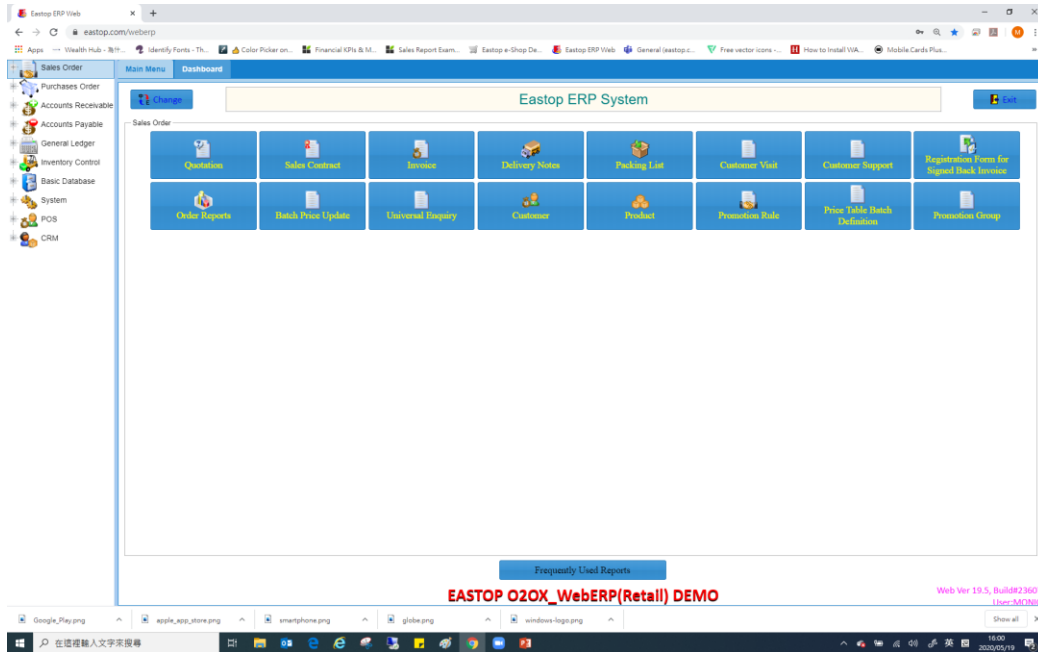 Eastop ERP Web
eastop.com/weberp
Apps
Wealth Hub - 為什...
Identify Fonts - Th...
Color Picker on...
Financial KPIs & M...
Sales Report Exam...
Eastop e-Shop De...
Eastop ERP Web
General (eastop.c...
Free vector icons - ...
How to Install WA...
Mobile Cards Plus...
Sales Order
Purchases Order
Accounts Receivable
Accounts Payable
General Ledger
Inventory Control
Basic Database
System
POS
CRM
Main Menu Dashboard
Change
Eastop ERP System
Exit
Sales Order
Quotation
Sales Contract
Invoice
Delivery Notes
Packing List
Customer Visit
Customer Support
Registration Form for
Signed Back Invoice
Order Reports
Batch Price Update
Universal Enquiry
Customer
Product
Promotion Rule
Price Table Batch
Definition
Promotion Group
Frequently Used Reports
EASTOP O2OX_WebERP(Retail) DEMO
Web Ver 19.5, Build#2360
Google_Play.png
apple_app_store.png
smartphone.png
globe.png
windows-logo.png
Show all
在這裡輸入文字來搜尋
英
16:00
2020/05/19